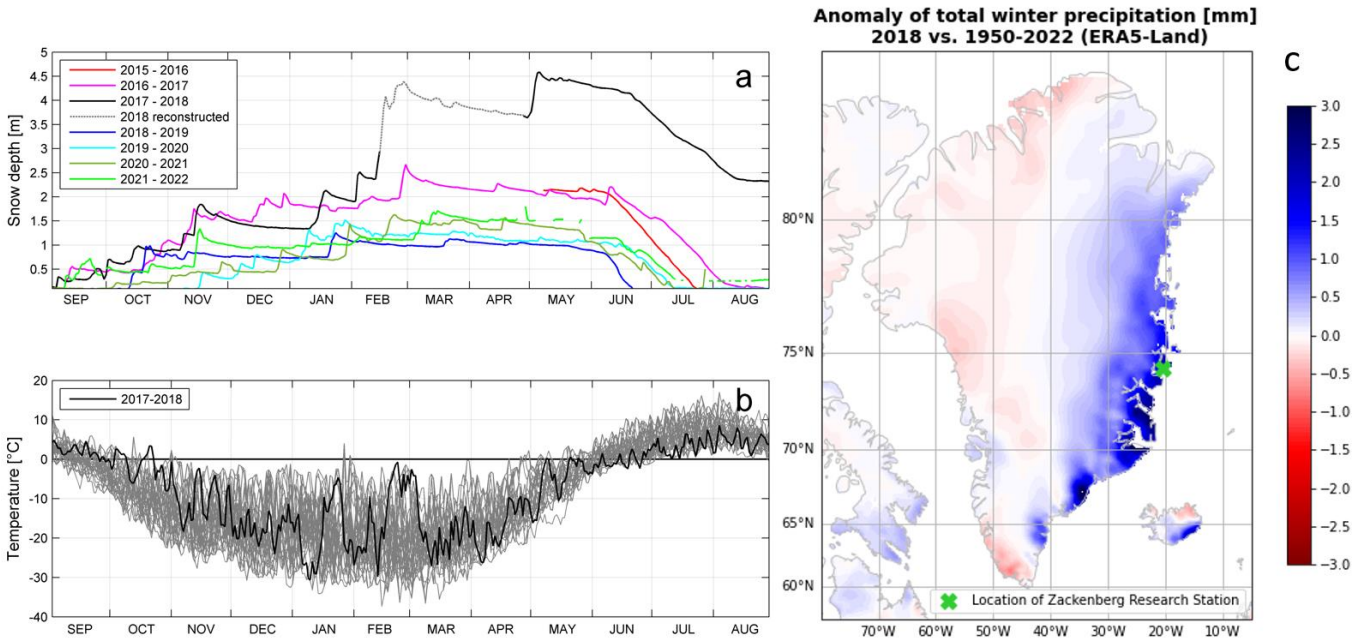 a
Snow depth [m]
5
4.5
4
3.5
3
2.5
2
1.5
1
0.5
2015 - 2016
2016 - 2017
2017 - 2018
2018 reconstructed
2018 - 2019
2019 - 2020
2020 - 2021
2021 - 2022
SEP OCT NOV DEC JAN FEB MAR APR MAY JUN JUL AUG
b
Temperature [°C]
20
10
0
-10
-20
-30
-40
2017-2018
SEP OCT NOV DEC JAN FEB MAR APR MAY JUN JUL AUG
Anomaly of total winter precipitation [mm]
2018 vs. 1950-2022 (ERA5-Land)
c
80°N
75°N
70°N
65°N
60°N
Location of Zackenberg Research Station
70°W 60°W 50°W 40°W 30°W 20°W 10°W
3.0
2.5
2.0
1.5
1.0
0.5
0.0
−0.5
−1.0
−1.5
−2.0
−2.5
−3.0